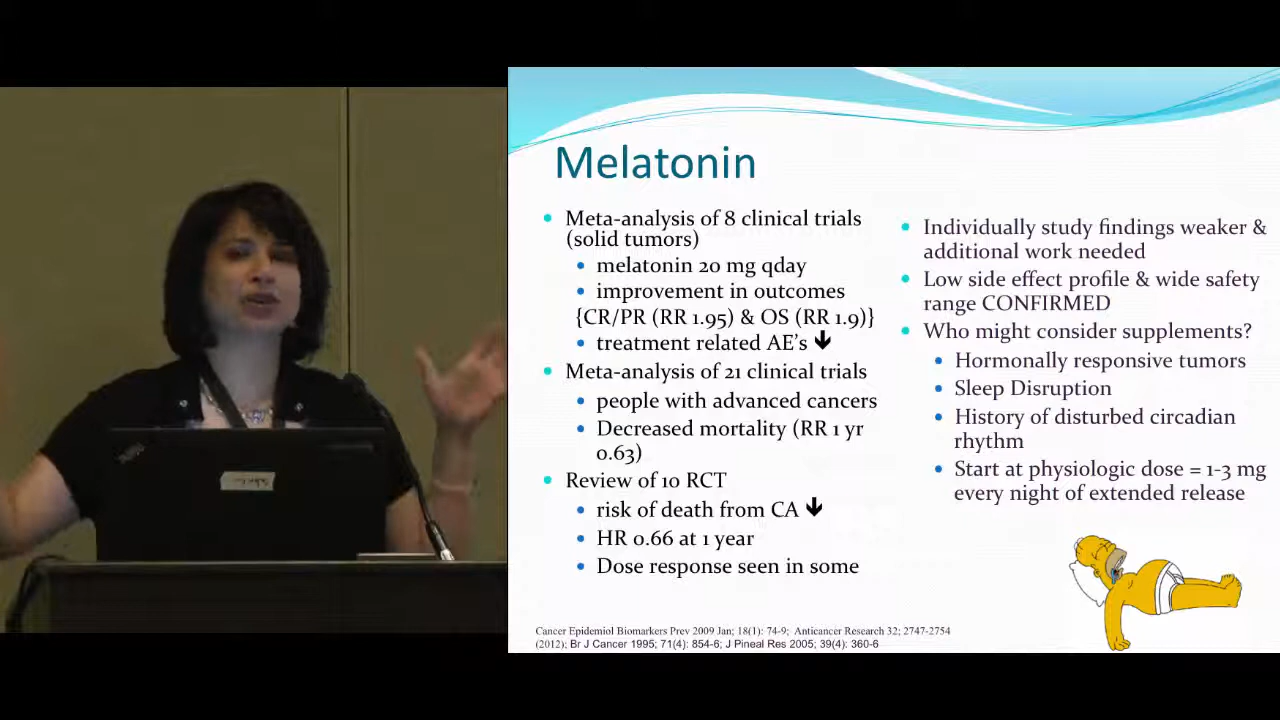 Melatonin
Meta-analysis of 8 clinical trials
(solid tumors)
melatonin 20 mg qday
improvement in outcomes
{CR/PR (RR 1.95) & OS (RR 1.9)}
treatment related AE's 🡻
Meta-analysis of 21 clinical trials
people with advanced cancers
Decreased mortality (RR 1 yr
0.63)
Review of 10 RCT
risk of death from CA 🡻
HR 0.66 at 1 year
Dose response seen in some
Individually study findings weaker &
additional work needed
Low side effect profile & wide safety
range CONFIRMED
Who might consider supplements?
Hormonally responsive tumors
Sleep Disruption
History of disturbed circadian
rhythm
Start at physiologic dose = 1-3 mg
every night of extended release
Cancer Epidemiol Biomarkers Prev 2009 Jan; 18(1): 74-9; Anticancer Research 32; 2747-2754
(2012); Br J Cancer 1995; 71(4): 854-6; J Pineal Res 2005; 39(4): 360-6